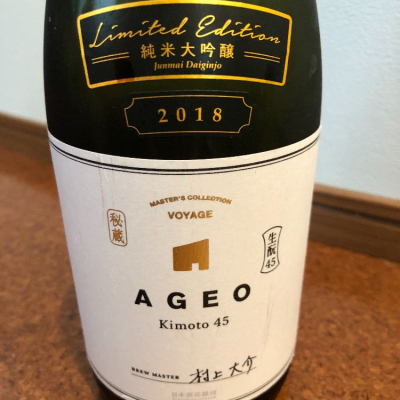 Limited Edition
純米大吟醸
Junmai Daiginjo
2018
MASTER'S COLLECTION
VOYAGE
秘蔵
生酛45
AGEO
Kimoto 45
BREW MASTER
村上大介